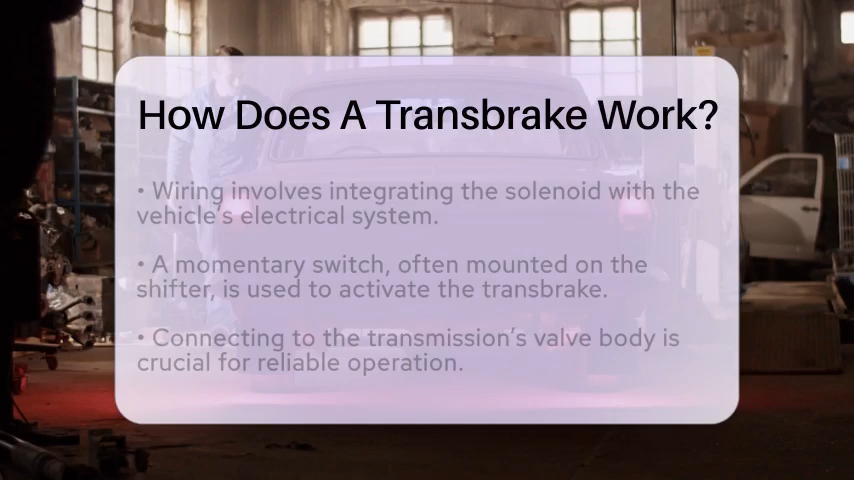 How Does A Transbrake Work?
• Wiring involves integrating the solenoid with the
vehicle's electrical system.
• A momentary switch, often mounted on the
shifter, is used to activate the transbrake.
• Connecting to the transmission’s valve body is
crucial for reliable operation.